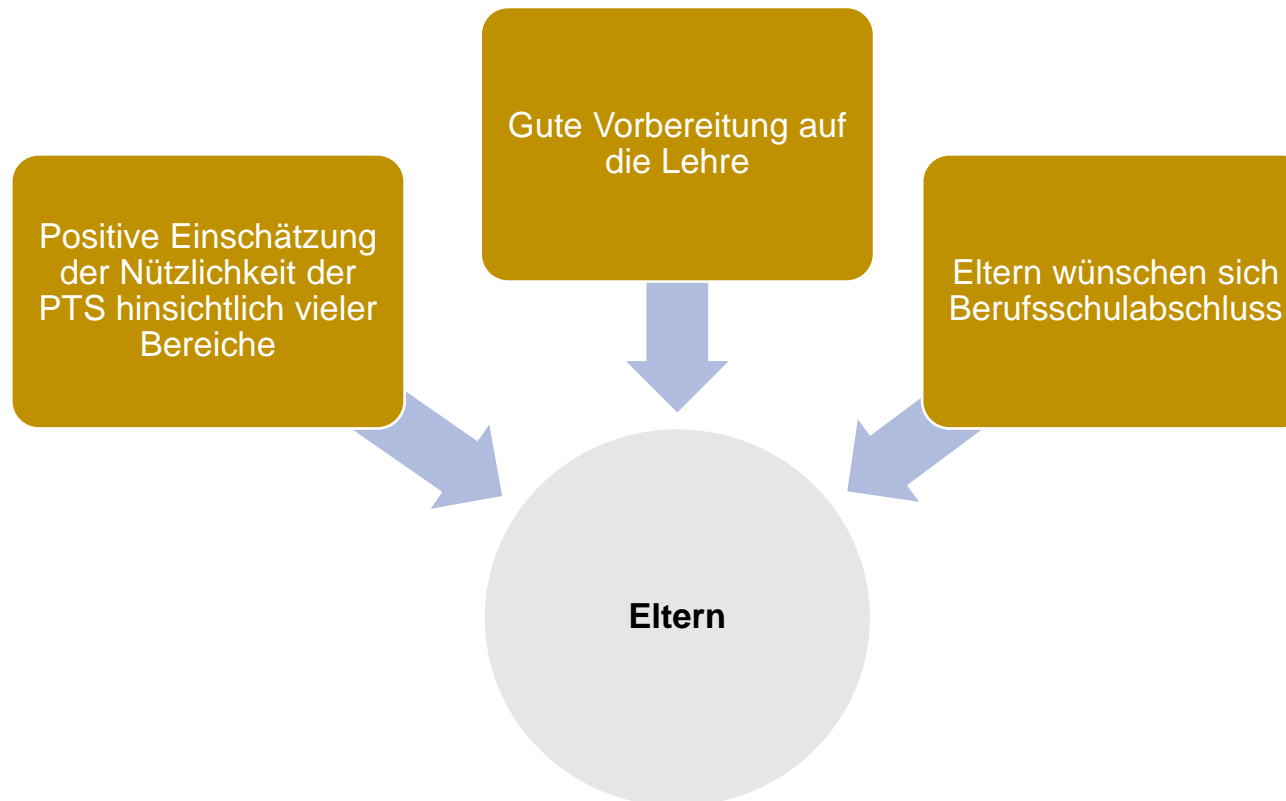 Positive Einschätzung
der Nützlichkeit der
PTS hinsichtlich vieler
Bereiche
Gute Vorbereitung auf
die Lehre
Eltern wünschen sich
Berufsschulabschluss
Eltern